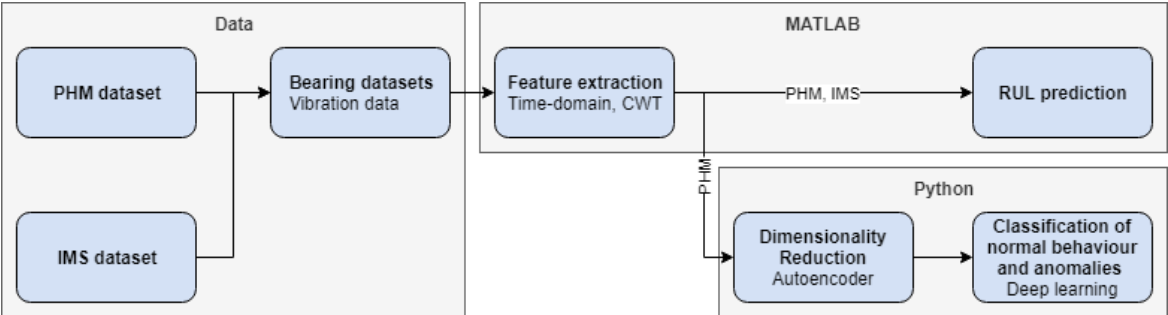 Data
PHM dataset
IMS dataset
Bearing datasets
Vibration data
MATLAB
Feature extraction
Time-domain, CWT
PHM, IMS
RUL prediction
PHM
Python
Dimensionality
Reduction
Autoencoder
Classification of
normal behaviour
and anomalies
Deep learning